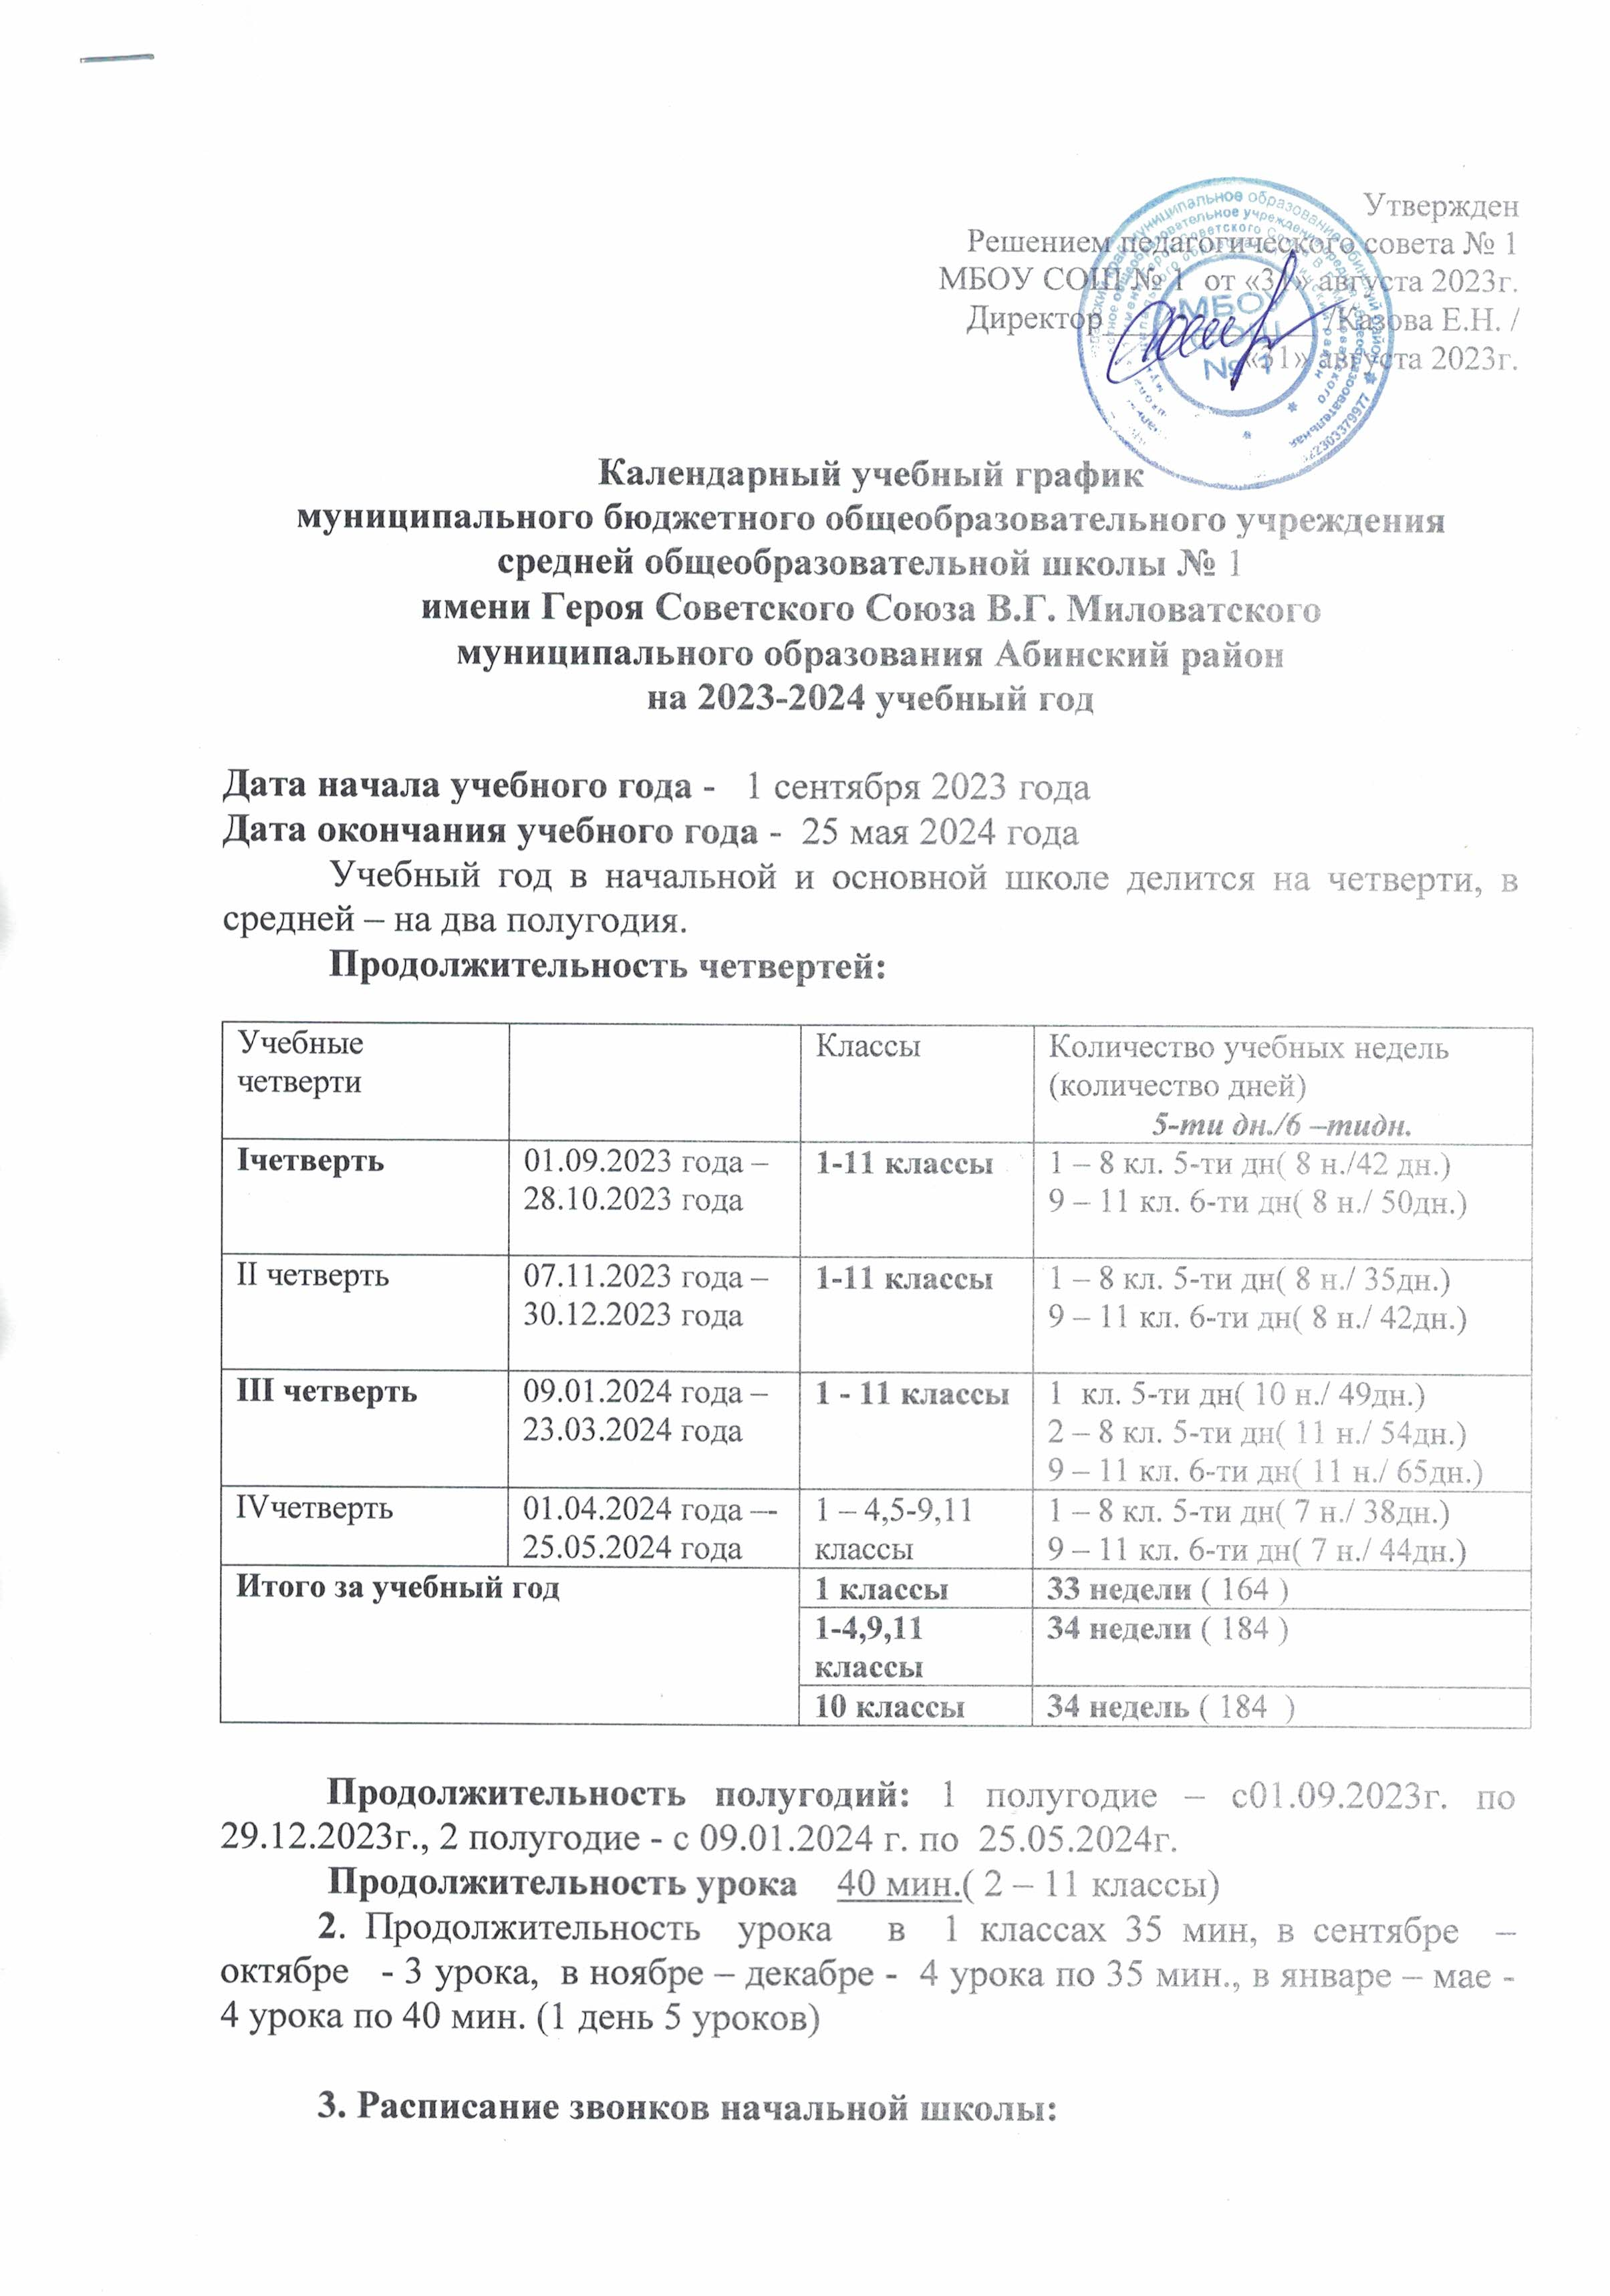 Утвержден
Решением педагогического совета № 1
МБОУ СОШ № 1 от «31» августа 2023г.
Директор /Казова Е.Н. /
«31» августа 2023г.
МБОУ
СОШ
№ 1
Календарный учебный график
муниципального бюджетного общеобразовательного учреждения
средней общеобразовательной школы № 1
имени Героя Советского Союза В.Г. Миловатского
муниципального образования Абинский район
на 2023-2024 учебный год
Дата начала учебного года - 1 сентября 2023 года
Дата окончания учебного года - 25 мая 2024 года
Учебный год в начальной и основной школе делится на четверти, в
средней – на два полугодия.
Продолжительность четвертей:
Учебные
четверти
Классы
Количество учебных недель
(количество дней)
5-ти дн./6 –тидн.
Iчетверть
01.09.2023 года –
28.10.2023 года
1-11 классы
1 – 8 кл. 5-ти дн( 8 н./42 дн.)
9 – 11 кл. 6-ти дн( 8 н./ 50дн.)
II четверть
07.11.2023 года –
30.12.2023 года
1-11 классы
1 – 8 кл. 5-ти дн( 8 н./ 35дн.)
9 – 11 кл. 6-ти дн( 8 н./ 42дн.)
III четверть
09.01.2024 года –
23.03.2024 года
1 - 11 классы
1 кл. 5-ти дн( 10 н./ 49дн.)
2 – 8 кл. 5-ти дн( 11 н./ 54дн.)
9 – 11 кл. 6-ти дн( 11 н./ 65дн.)
IVчетверть
01.04.2024 года —
25.05.2024 года
1 – 4,5-9,11
классы
1 – 8 кл. 5-ти дн( 7 н./ 38дн.)
9 – 11 кл. 6-ти дн( 7 н./ 44дн.)
Итого за учебный год
1 классы
33 недели ( 164 )
1-4,9,11
классы
34 недели ( 184 )
10 классы
34 недель ( 184 )
Продолжительность полугодий: 1 полугодие – с01.09.2023г. по
29.12.2023г., 2 полугодие - с 09.01.2024 г. по 25.05.2024г.
Продолжительность урока 40 мин.( 2 – 11 классы)
2. Продолжительность урока в 1 классах 35 мин, в сентябре –
октябре - 3 урока, в ноябре – декабре - 4 урока по 35 мин., в январе – мае -
4 урока по 40 мин. (1 день 5 уроков)
3. Расписание звонков начальной школы: